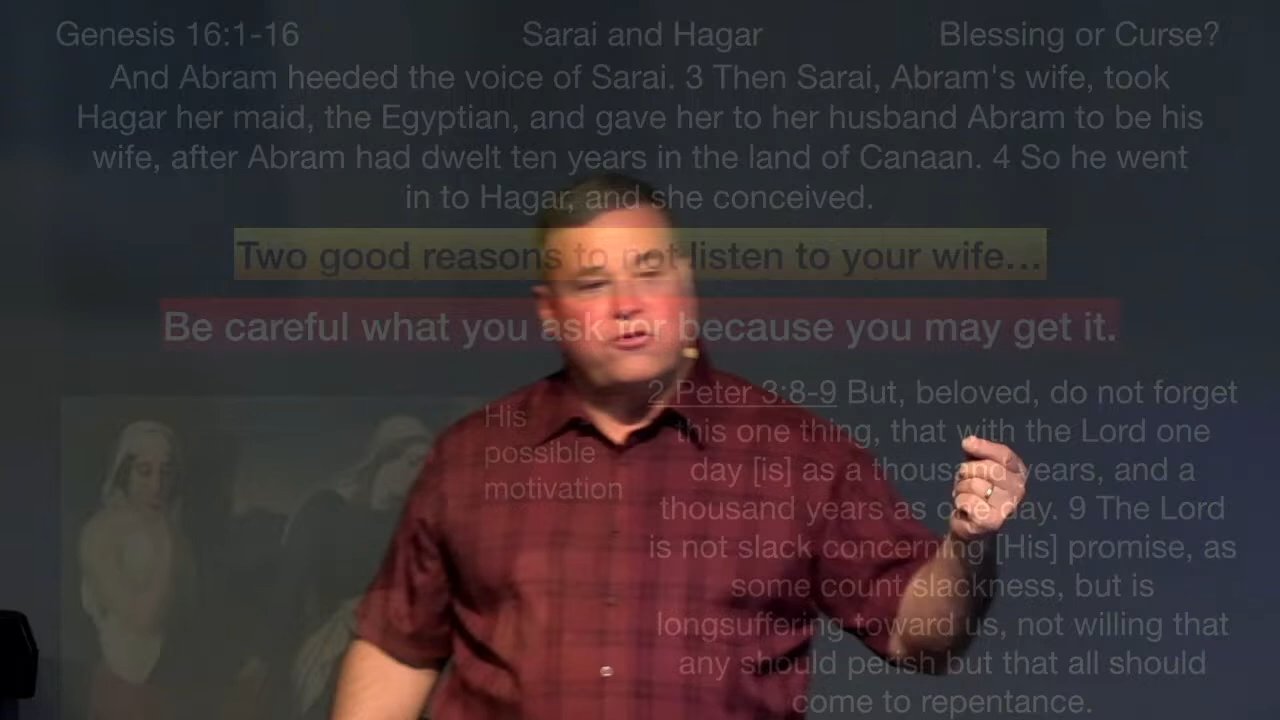 Genesis 16:1-16 Sarai and Hagar Blessing or Curse?
And Abram heeded the voice of Sarai. 3 Then Sarai, Abram's wife, took
Hagar her maid, the Egyptian, and gave her to her husband Abram to be his
wife, after Abram had dwelt ten years in the land of Canaan. 4 So he went
in to Hagar, and she conceived.
Two good reasons to not listen to your wife...
Be careful what you ask for because you may get it.
His
possible
motivation
2 Peter 3:8-9 But, beloved, do not forget
this one thing, that with the Lord one
day [is] as a thousand years, and a
thousand years as one day. 9 The Lord
is not slack concerning [His] promise, as
some count slackness, but is
longsuffering toward us, not willing that
any should perish but that all should
come to repentance.